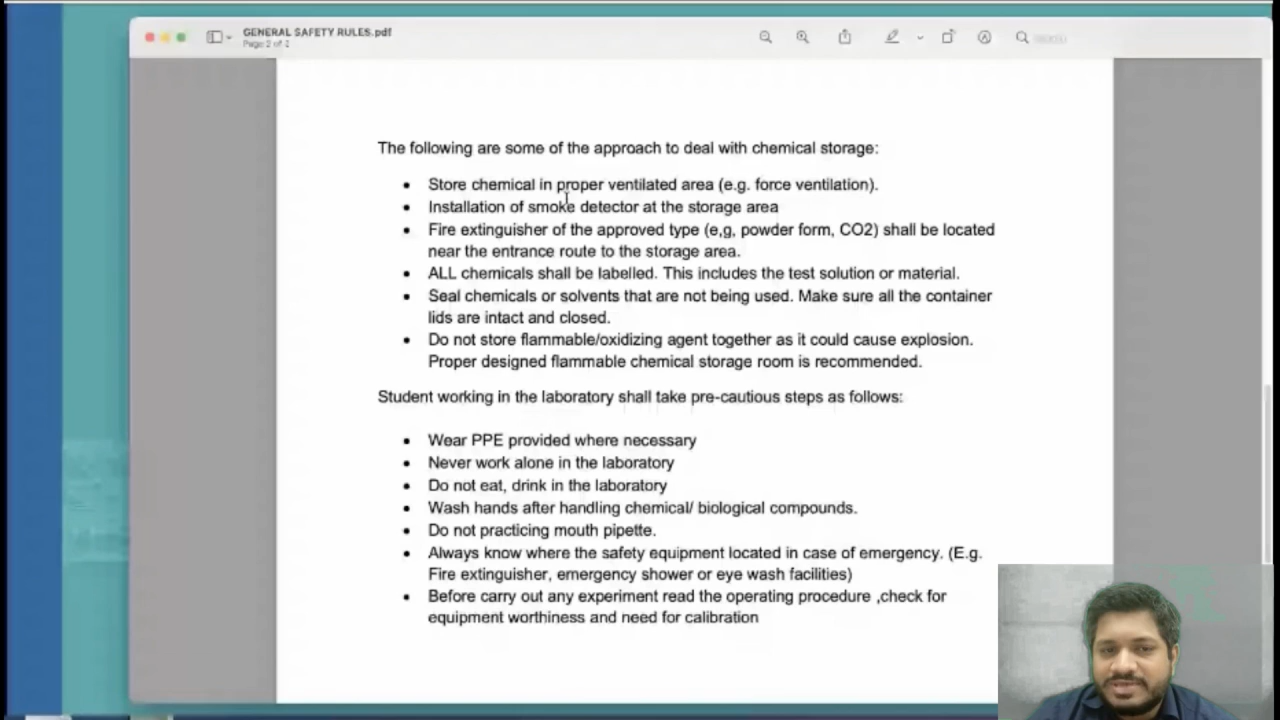 GENERAL SAFETY RULES.pdf
Page 2 of 2
The following are some of the approach to deal with chemical storage:
• Store chemical in proper ventilated area (e.g. force ventilation).
• Installation of smoke detector at the storage area
• Fire extinguisher of the approved type (e,g, powder form, CO2) shall be located
near the entrance route to the storage area.
• ALL chemicals shall be labelled. This includes the test solution or material.
• Seal chemicals or solvents that are not being used. Make sure all the container
lids are intact and closed.
• Do not store flammable/oxidizing agent together as it could cause explosion.
Proper designed flammable chemical storage room is recommended.
Student working in the laboratory shall take pre-cautious steps as follows:
• Wear PPE provided where necessary
• Never work alone in the laboratory
• Do not eat, drink in the laboratory
• Wash hands after handling chemical/ biological compounds.
• Do not practicing mouth pipette.
• Always know where the safety equipment located in case of emergency. (E.g.
Fire extinguisher, emergency shower or eye wash facilities)
• Before carry out any experiment read the operating procedure ,check for
equipment worthiness and need for calibration